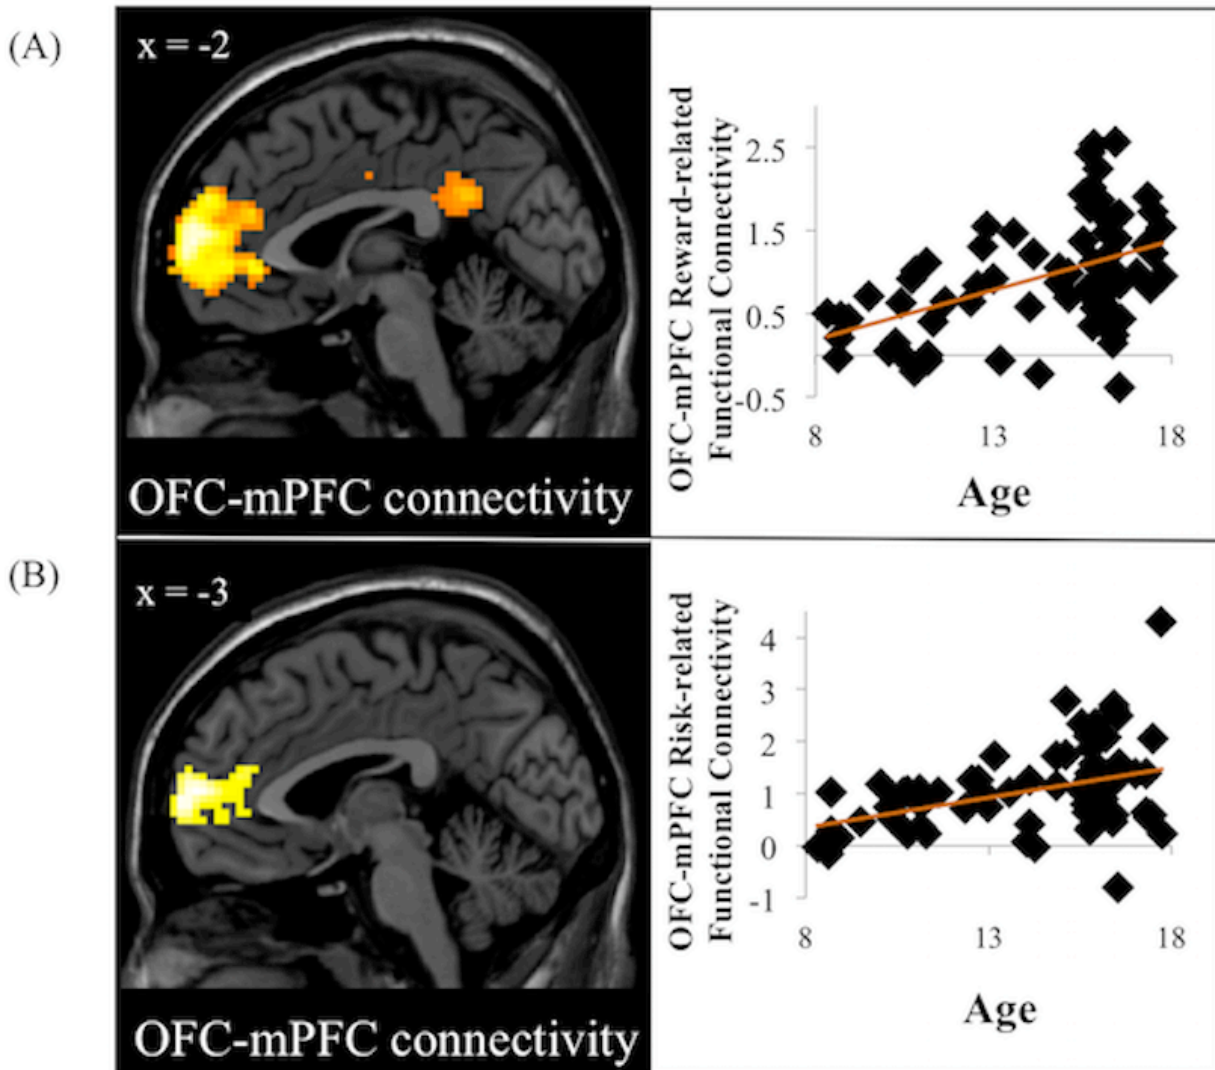 (A)
x = -2
OFC-mPFC connectivity
OFC-mPFC Reward-related
Functional Connectivity
2.5
1.5
0.5
-0.5
8
13
18
Age
(B)
x = -3
OFC-mPFC connectivity
OFC-mPFC Risk-related
Functional Connectivity
4
3
2
1
0
-1
8
13
18
Age